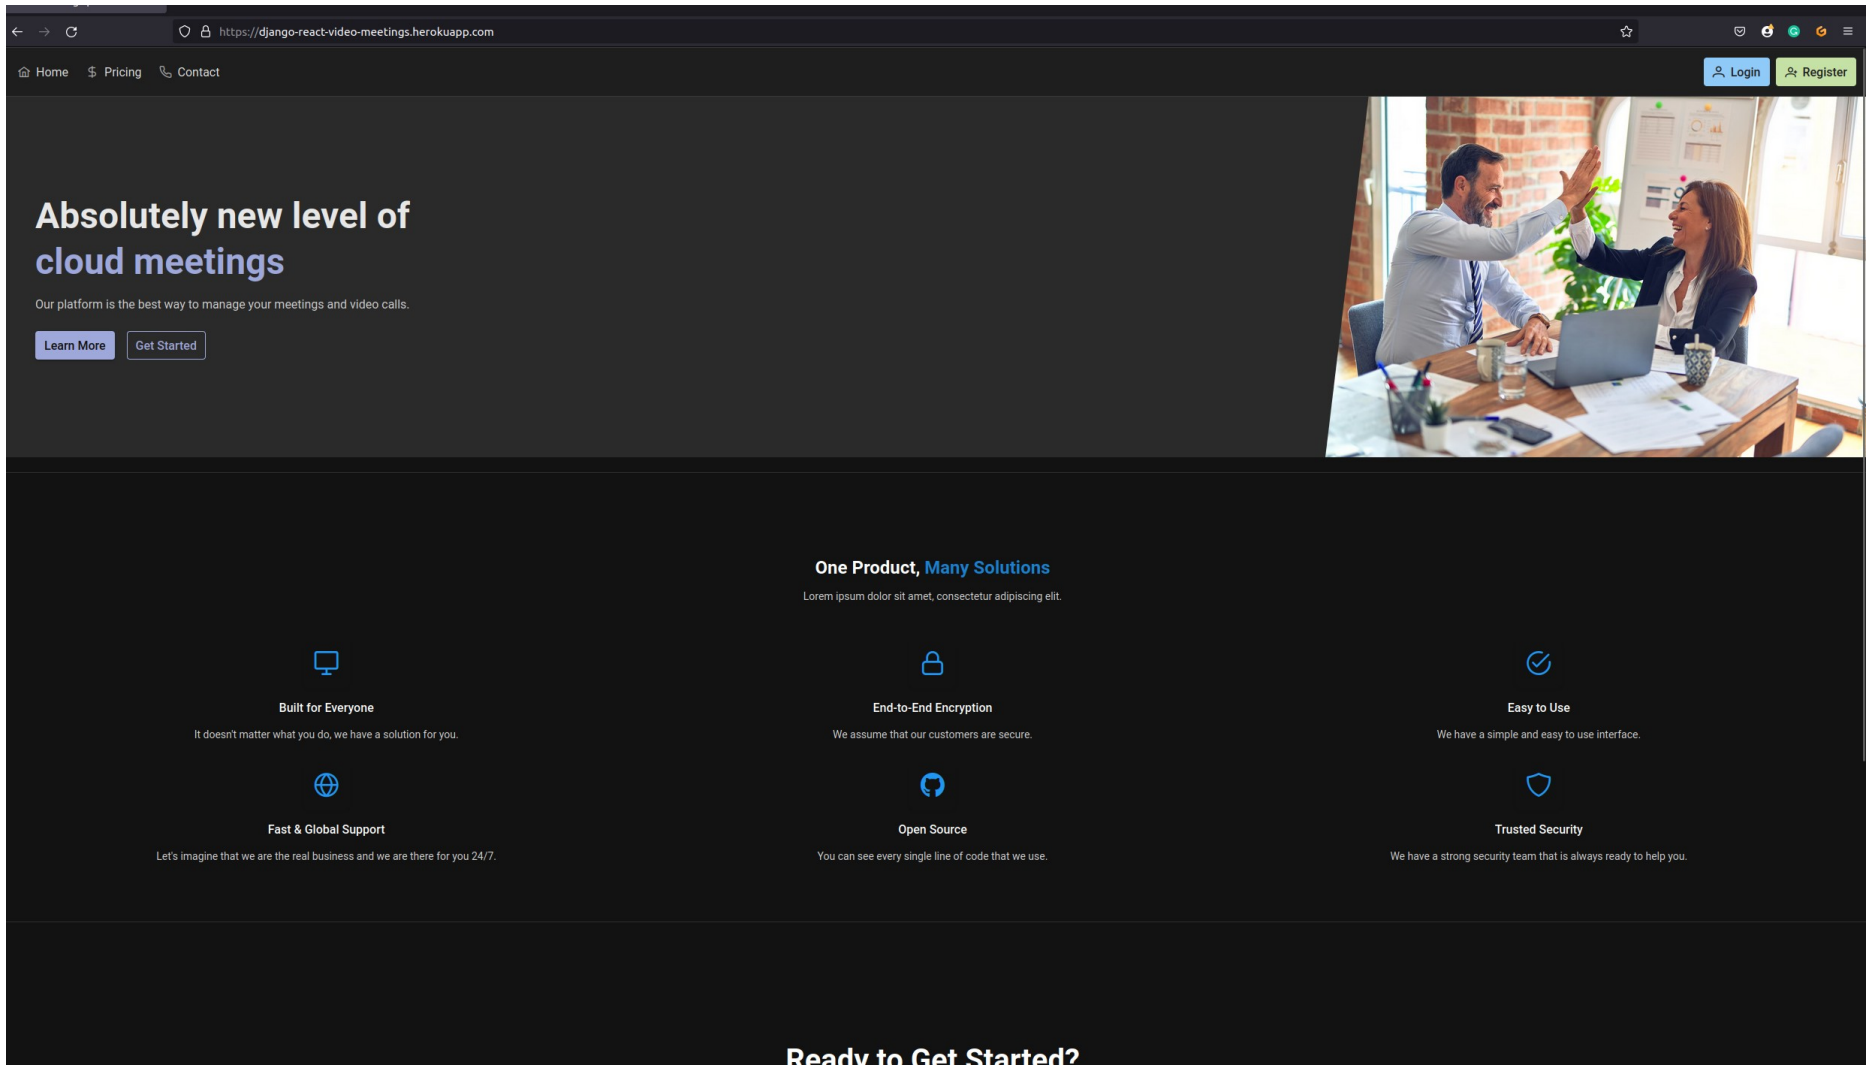 https://django-react-video-meetings.herokuapp.com
Home Pricing Contact
Login Register
Absolutely new level of
cloud meetings
Our platform is the best way to manage your meetings and video calls.
Learn More Get Started
One Product, Many Solutions
Lorem ipsum dolor sit amet, consectetur adipiscing elit.
Built for Everyone
It doesn't matter what you do, we have a solution for you.
End-to-End Encryption
We assume that our customers are secure.
Easy to Use
We have a simple and easy to use interface.
Fast & Global Support
Let's imagine that we are the real business and we are there for you 24/7.
Open Source
You can see every single line of code that we use.
Trusted Security
We have a strong security team that is always ready to help you.
Ready to Get Started?